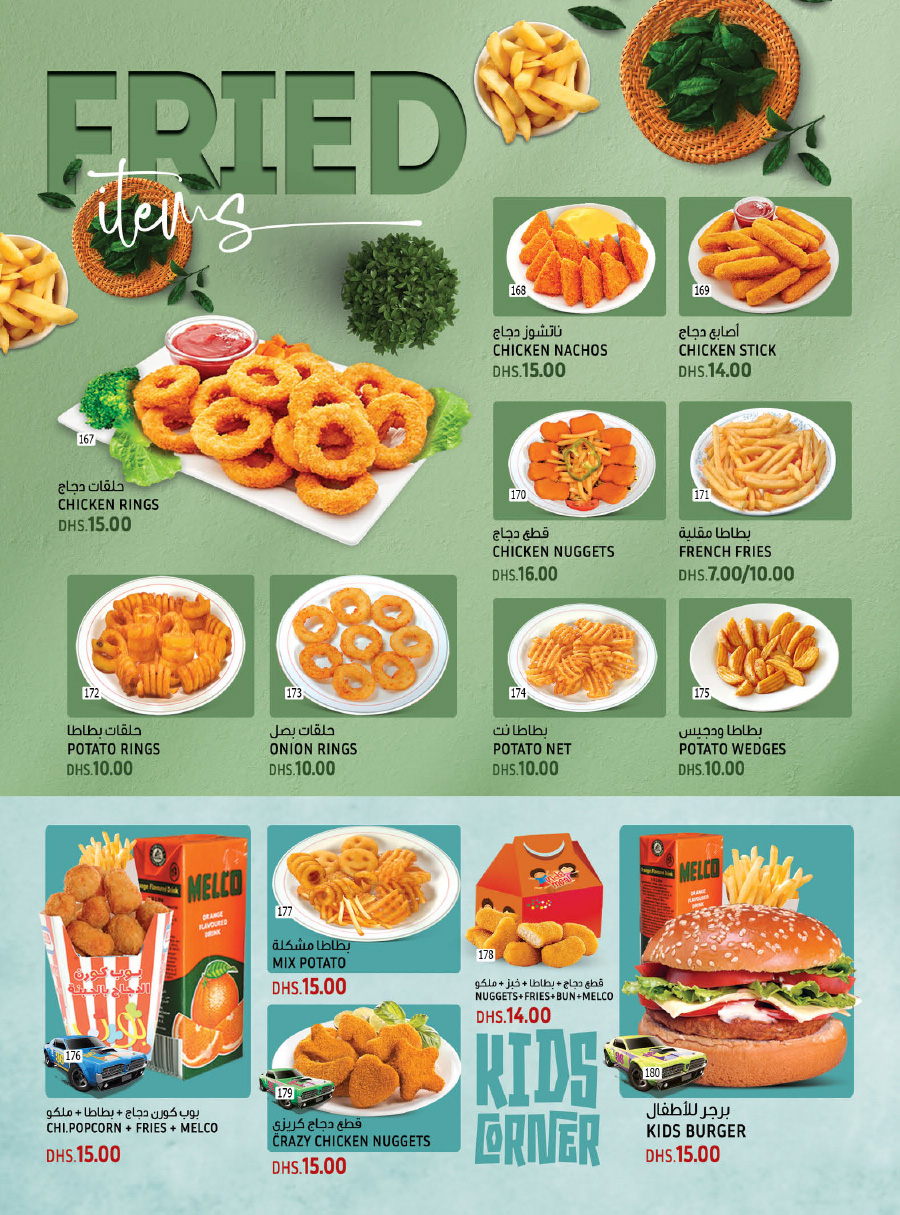 FRIED
items
167
حلقات دجاج
CHICKEN RINGS
DHS.15.00
168
ناتشوز دجاج
CHICKEN NACHOS
DHS.15.00
169
أصابع دجاج
CHICKEN STICK
DHS.14.00
170
قطع دجاج
CHICKEN NUGGETS
DHS.16.00
171
بطاطا مقلية
FRENCH FRIES
DHS.7.00/10.00
172
حلقات بطاطا
POTATO RINGS
DHS.10.00
173
حلقات بصل
ONION RINGS
DHS.10.00
174
بطاطا نت
POTATO NET
DHS.10.00
175
بطاطا ودجيس
POTATO WEDGES
DHS.10.00
MELCO
ORANGE
FLAVOURED
DRINK
بوب كورن
176
بوب كورن دجاج + بطاطا + ملكو
CHI.POPCORN + FRIES + MELCO
DHS.15.00
177
بطاطا مشكلة
MIX POTATO
DHS.15.00
178
قطع دجاج + بطاطا + خبز + ملكو
NUGGETS+FRIES+BUN+MELCO
DHS.14.00
179
قطع دجاج كريزي
CRAZY CHICKEN NUGGETS
DHS.15.00
KIDS
CORNER
MELCO
180
برجر للأطفال
KIDS BURGER
DHS.15.00